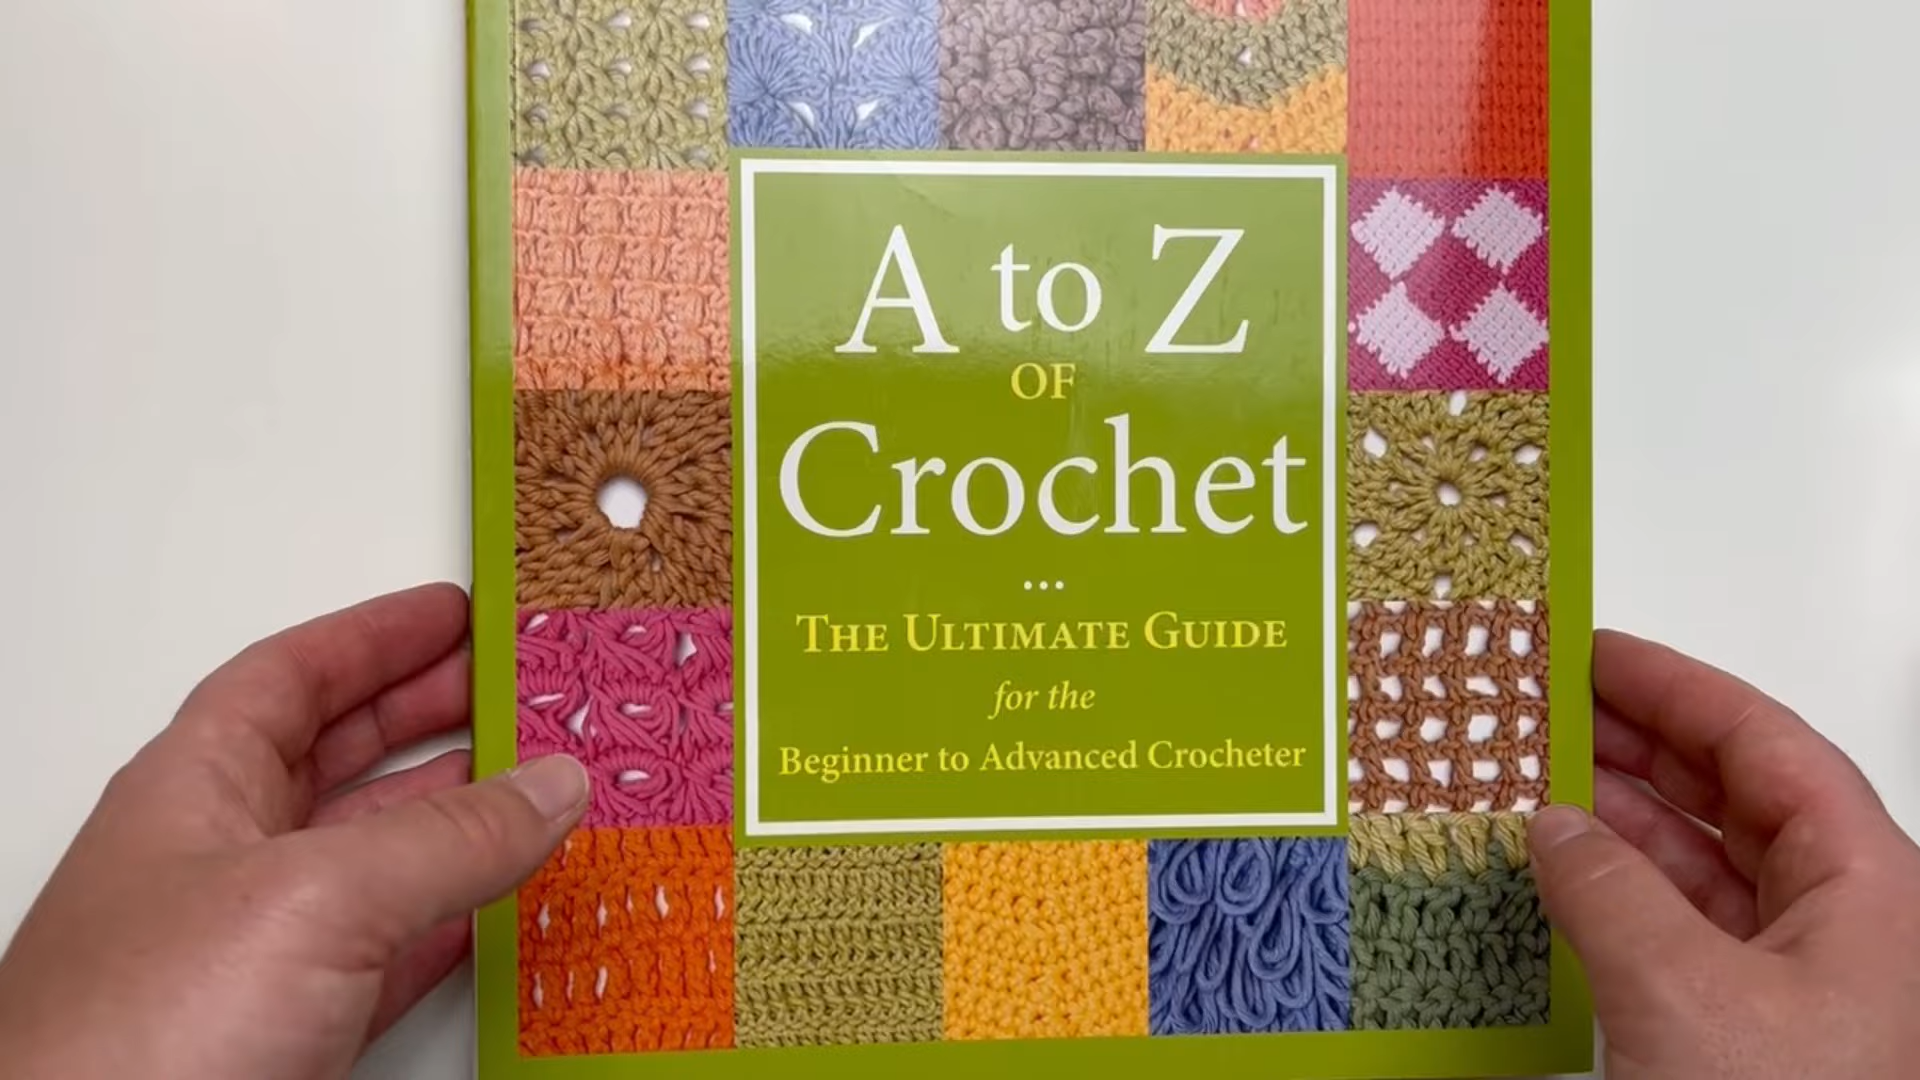 A to Z
OF
Crochet
...
THE ULTIMATE GUIDE
for the
Beginner to Advanced Crocheter